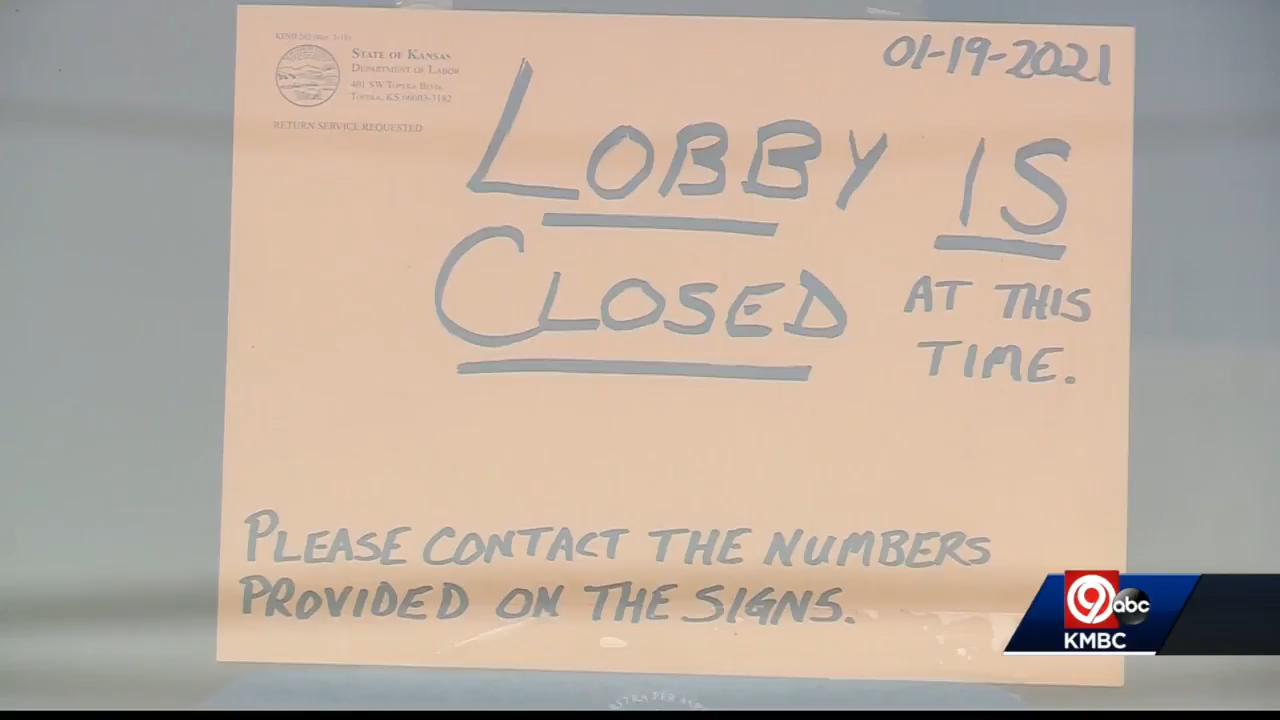 STATE OF KANSAS
DEPARTMENT OF LABOR
401 SW TOPEKA BLVD.
TOPEKA, KS 66603-3182
RETURN SERVICE REQUESTED
01-19-2021
LOBBY IS
CLOSED
AT THIS
TIME.
PLEASE CONTACT THE NUMBERS
PROVIDED ON THE SIGNS.
9 abc
KMBC